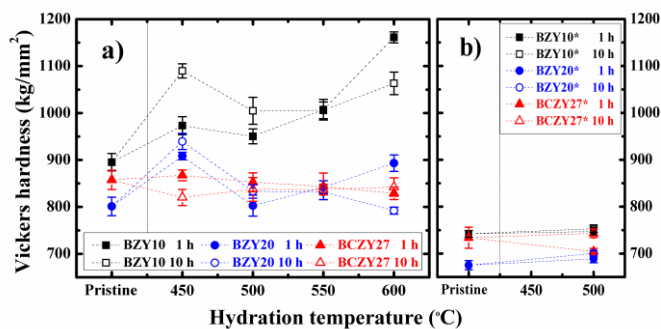 Vickers hardness (kg/mm²)
1200
1100
1000
900
800
700
a)
BZY10 1 h
BZY20 1 h
BCZY27 1 h
BZY10 10 h
BZY20 10 h
BCZY27 10 h
Pristine
450
500
550
600
b)
BZY10* 1 h
BZY10* 10 h
BZY20* 1 h
BZY20* 10 h
BCZY27* 1 h
BCZY27* 10 h
1200
1100
1000
900
800
700
Pristine
450
500
Hydration temperature (°C)